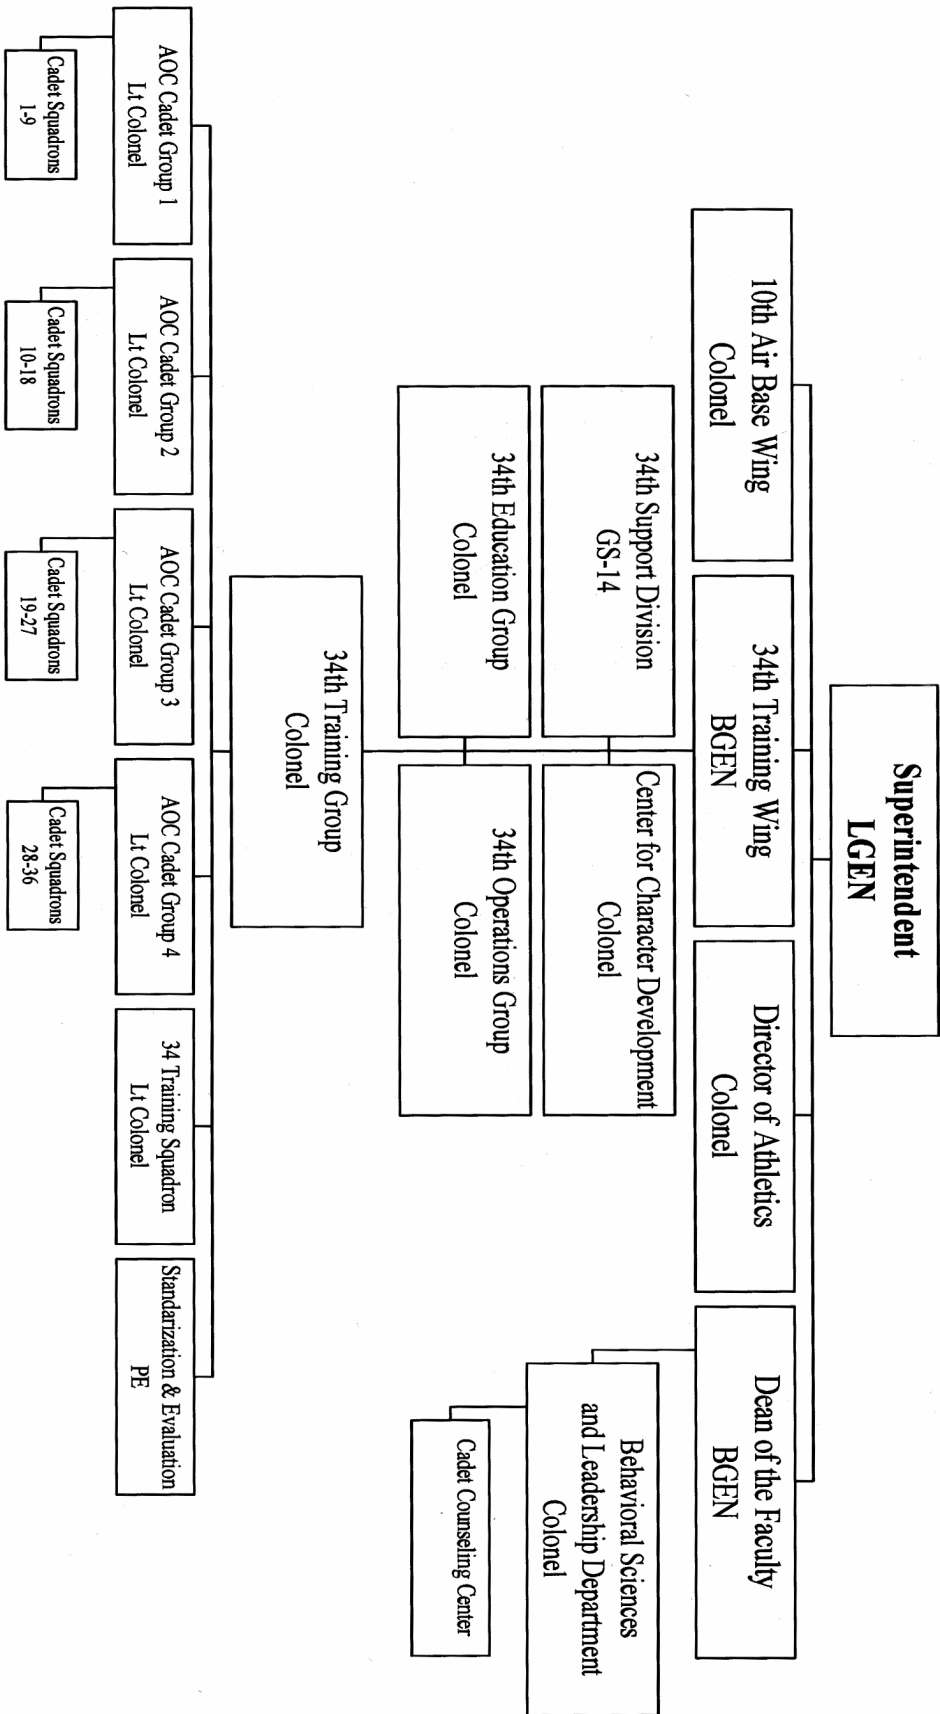 Superintendent
LGEN
10th Air Base Wing
Colonel
34th Training Wing
BGEN
Director of Athletics
Colonel
Dean of the Faculty
BGEN
34th Support Division
GS-14
Center for Character Development
Colonel
Behavioral Sciences
and Leadership Department
Colonel
34th Education Group
Colonel
34th Operations Group
Colonel
Cadet Counseling Center
34th Training Group
Colonel
AOC Cadet Group 1
Lt Colonel
AOC Cadet Group 2
Lt Colonel
AOC Cadet Group 3
Lt Colonel
AOC Cadet Group 4
Lt Colonel
34 Training Squadron
Lt Colonel
Standarization & Evaluation
PE
Cadet Squadrons
1-9
Cadet Squadrons
10-18
Cadet Squadrons
19-27
Cadet Squadrons
28-36